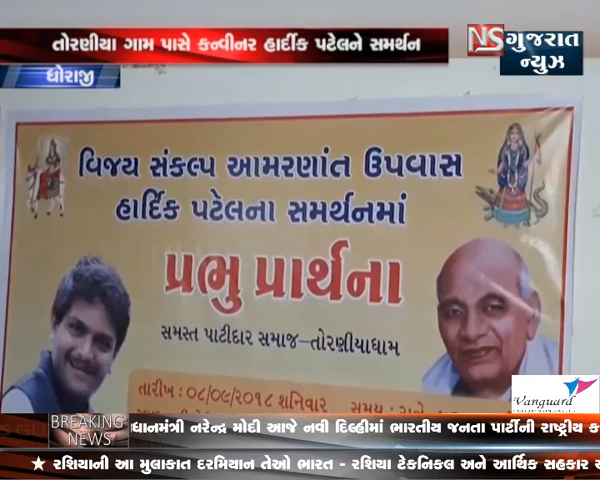 તોરણીયા ગામ પાસે કન્વીનર હાર્દીક પટેલને સમર્થન
NS ગુજરાત
ન્યુઝ
ધોરાજી
વિજય સંકલ્પ આમરણાંત ઉપવાસ
હાર્દિક પટેલના સમર્થનમાં
પ્રભુ પ્રાર્થના
સમસ્ત પાટીદાર સમાજ–તોરણીયાધામ
તારીખ : ૦૮/૦૯/૨૦૧૮ શનિવાર સમય :
Vanguard
BREAKING
NEWS
ધાનમંત્રી નરેન્દ્ર મોદી આજે નવી દિલ્હીમાં ભારતીય જનતા પાર્ટીની રાષ્ટ્રીય ક
★ રશિયાની આ મુલાકાત દરમિયાન તેઓ ભારત - રશિયા ટેકનિકલ અને આર્થિક સહકાર